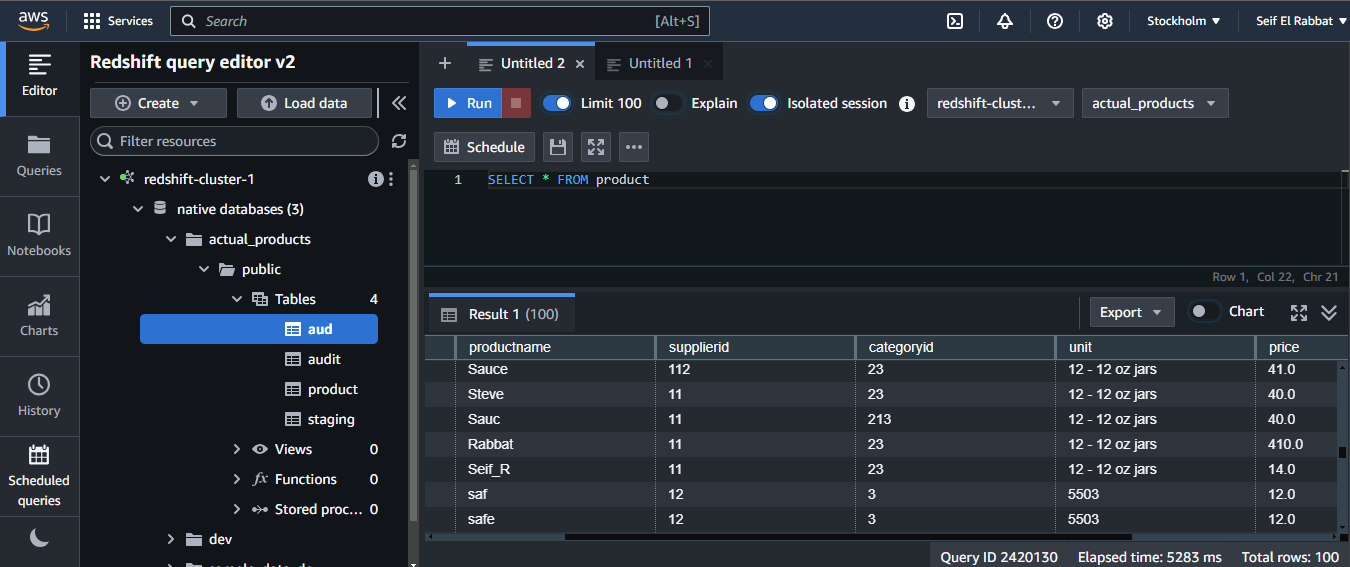 aws Services Search [Alt+S] Stockholm Seif El Rabbat
Editor
Queries
Notebooks
Charts
History
Scheduled
queries
Redshift query editor v2
Create Load data
Filter resources
redshift-cluster-1
native databases (3)
actual_products
public
Tables 4
aud
audit
product
staging
Views 0
fx Functions 0
Stored proc... 0
dev
Untitled 2 Untitled 1
Run Limit 100 Explain Isolated session redshift-clust... actual_products
Schedule
1 SELECT * FROM product
Row 1, Col 22, Chr 21
Result 1 (100) Export Chart
productname supplierid categoryid unit price
Sauce 112 23 12 - 12 oz jars 41.0
Steve 11 23 12 - 12 oz jars 40.0
Sauc 11 213 12 - 12 oz jars 40.0
Rabbat 11 23 12 - 12 oz jars 410.0
Seif_R 11 23 12 - 12 oz jars 14.0
saf 12 3 5503 12.0
safe 12 3 5503 12.0
Query ID 2420130 Elapsed time: 5283 ms Total rows: 100